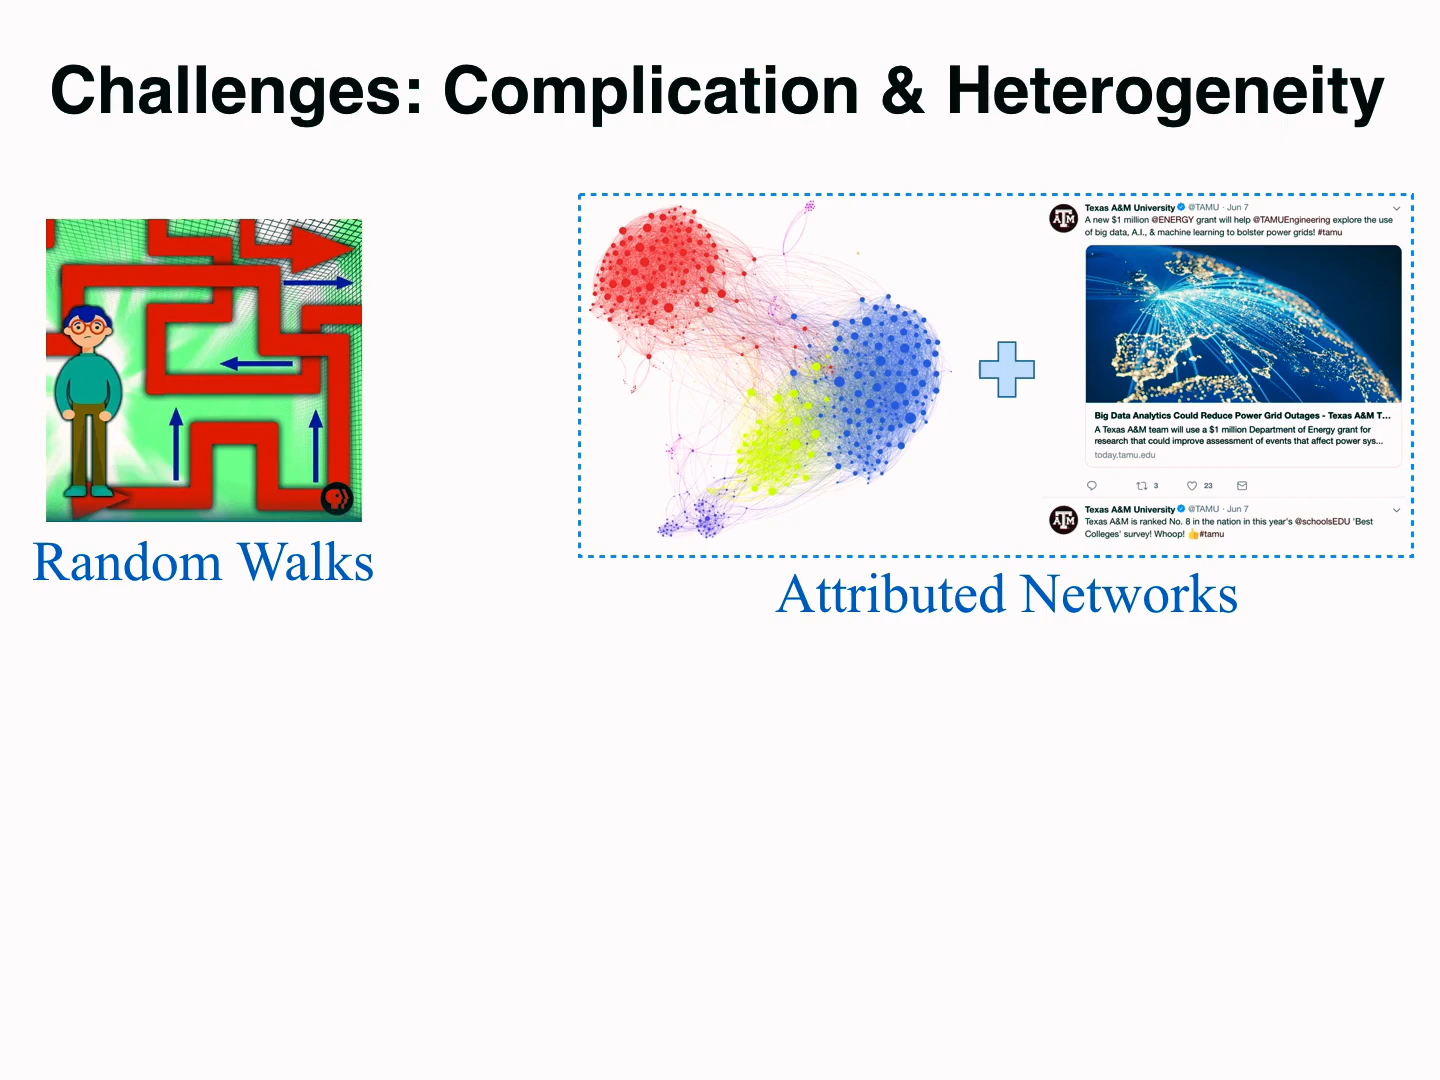 Challenges: Complication & Heterogeneity
Random Walks
Texas A&M University @TAMU · Jun 7
A new $1 million @ENERGY grant will help @TAMUEngineering explore the use
of big data, A.I., & machine learning to bolster power grids! #tamu
Big Data Analytics Could Reduce Power Grid Outages - Texas A&M T...
A Texas A&M team will use a $1 million Department of Energy grant for
research that could improve assessment of events that affect power sys...
today.tamu.edu
3 23
Texas A&M University @TAMU · Jun 7
Texas A&M is ranked No. 8 in the nation in this year's @schoolsEDU 'Best
Colleges' survey! Whoop! 👍#tamu
Attributed Networks